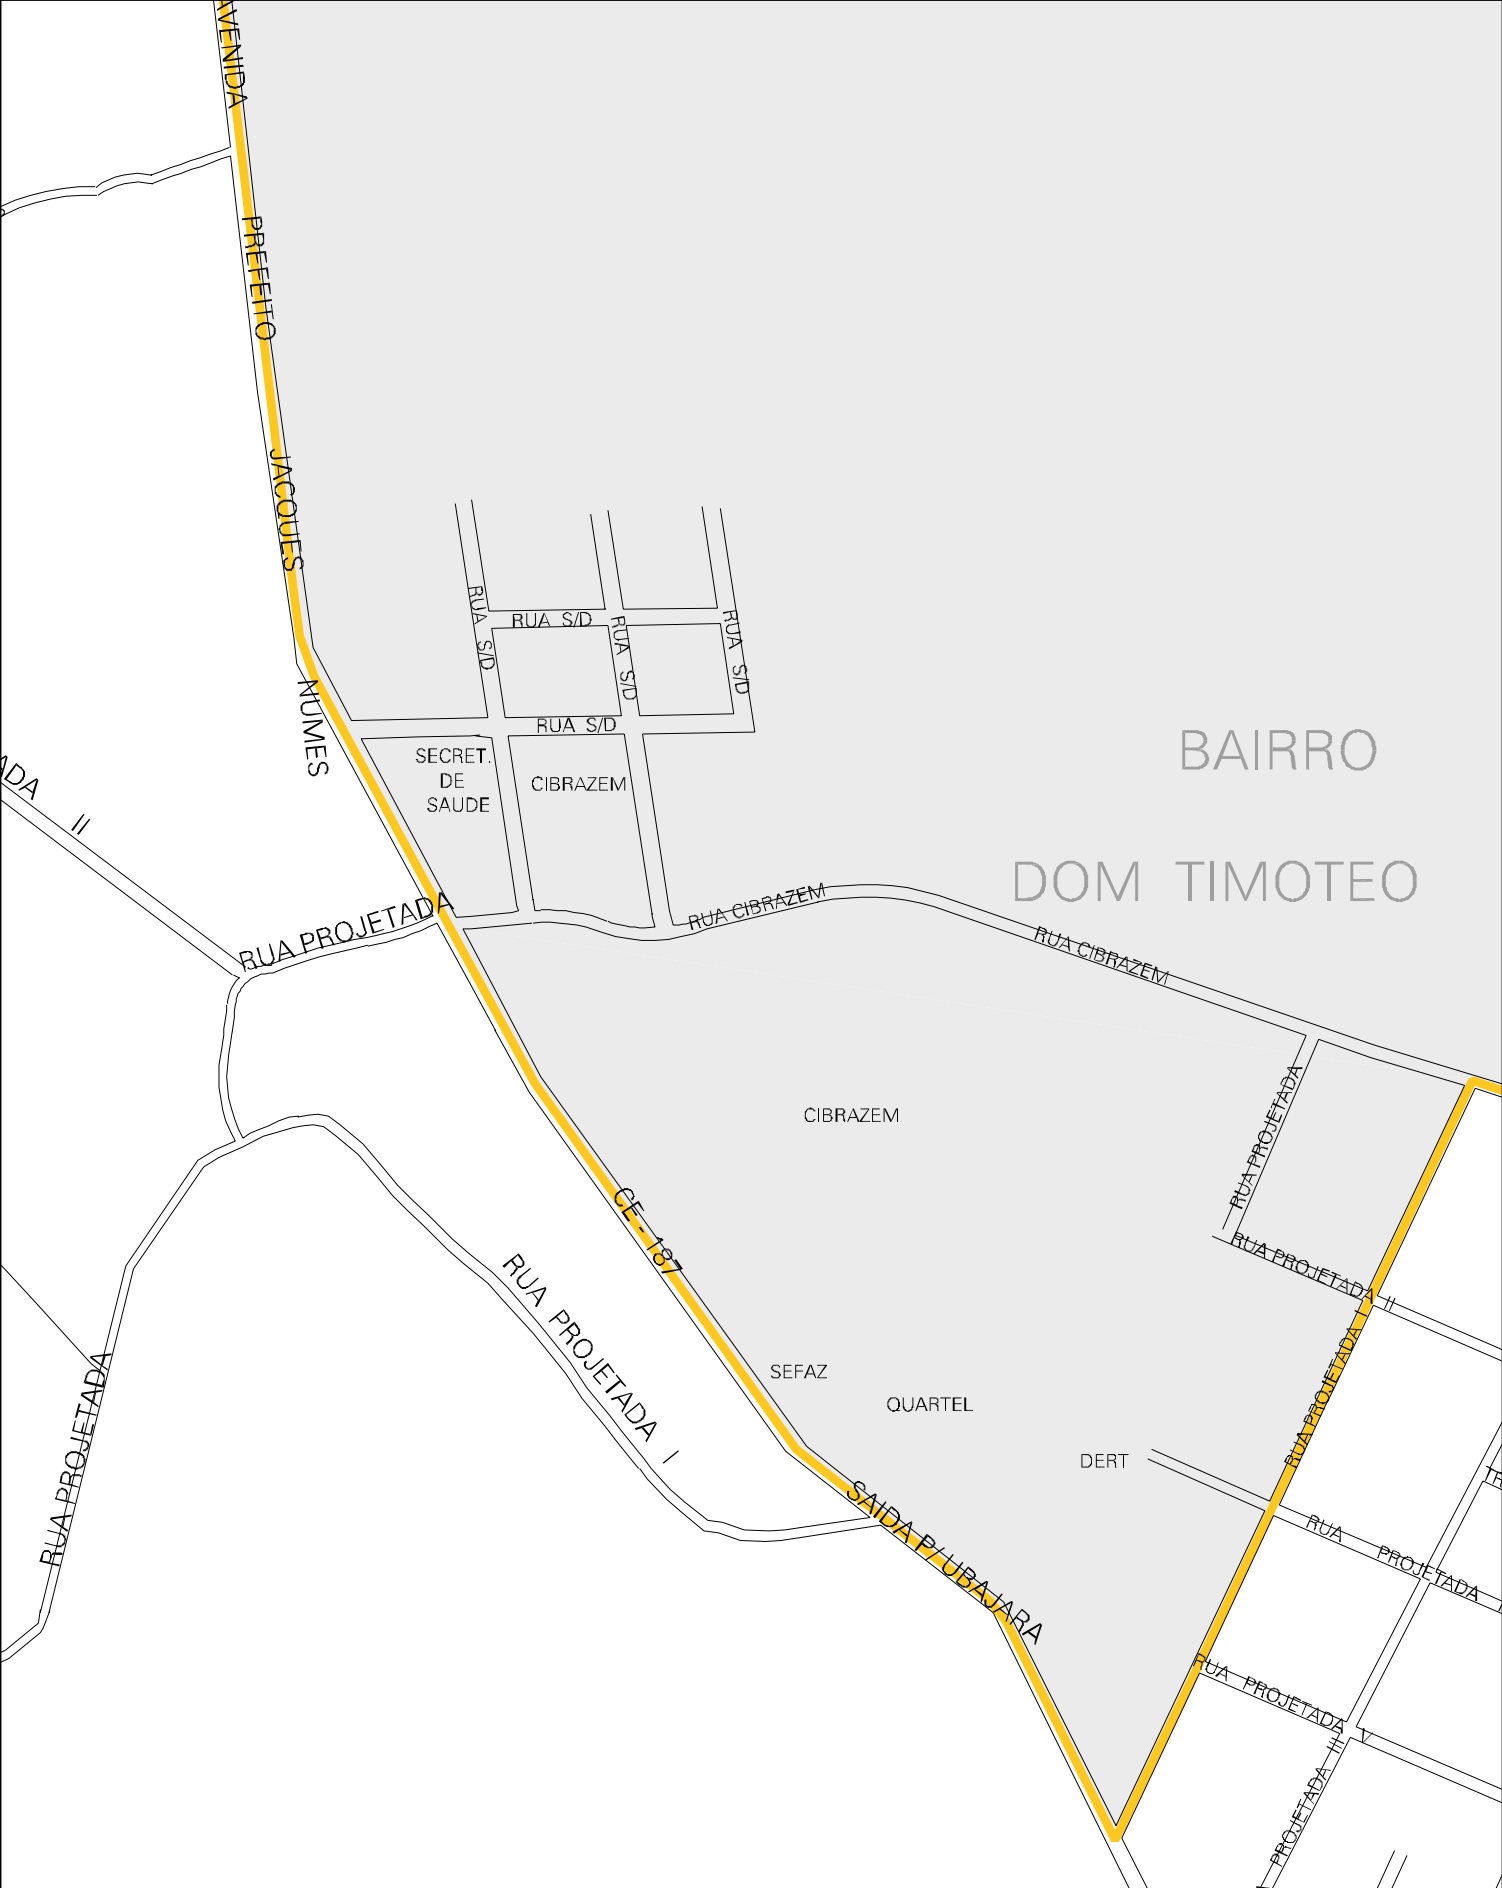 AVENIDA
PREFEITO
JACQUES
NUMES
RUA S/D
RUA S/D
RUA S/D
RUA S/D
RUA S/D
SECRET.
DE
SAUDE
CIBRAZEM
BAIRRO
DOM TIMOTEO
II
RUA PROJETADA
RUA CIBRAZEM
RUA CIBRAZEM
RUA PROJETADA
CIBRAZEM
CE - 187
RUA PROJETADA II
RUA PROJETADA I
RUA PROJETADA I
RUA PROJETADA
SEFAZ
QUARTEL
DERT
SAIDA P/ UBAJARA
RUA PROJETADA
RUA PROJETADA V
PROJETADA III